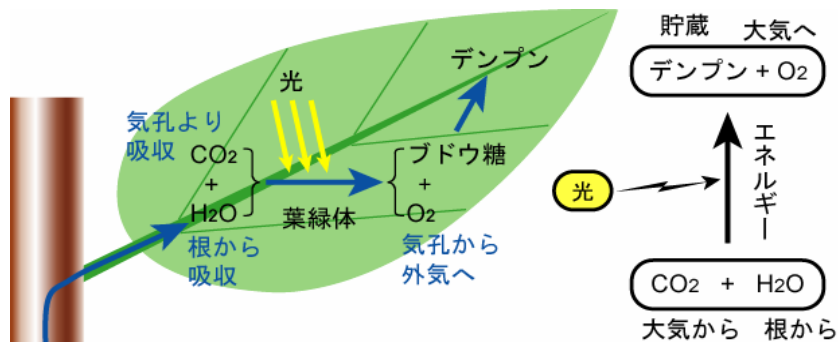 デンプン
光
気孔より
吸収
CO2
+
H2O
根から
吸収
葉緑体
ブドウ糖
+
O2
気孔から
外気へ
貯蔵 大気へ
デンプン + O2
エネルギー
光
CO2 + H2O
大気から 根から